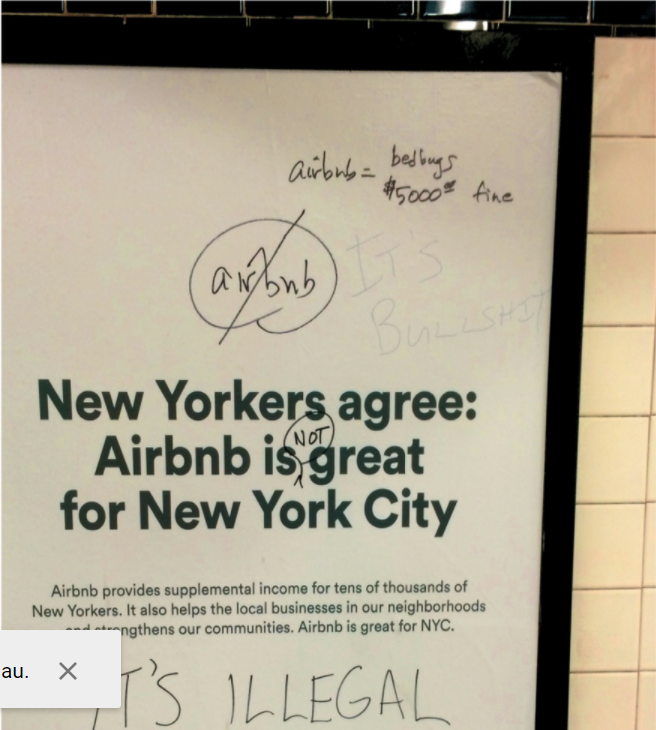 airbnb = bedbugs
$5000 fine
airbnb
IT'S
BULLSHIT
New Yorkers agree:
Airbnb is NOT great
for New York City
Airbnb provides supplemental income for tens of thousands of
New Yorkers. It also helps the local businesses in our neighborhoods
and strengthens our communities. Airbnb is great for NYC.
au. ×
IT'S ILLEGAL